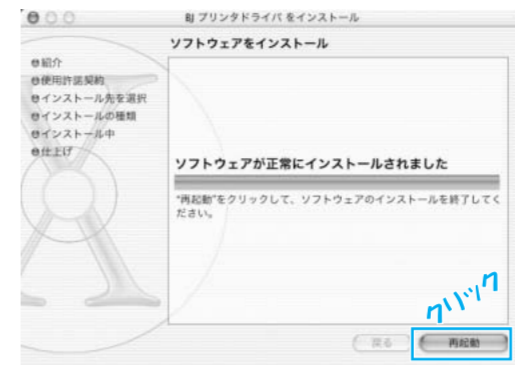 BJ プリンタドライバ をインストール
ソフトウェアをインストール
紹介
使用許諾契約
インストール先を選択
インストールの種類
インストール中
仕上げ
ソフトウェアが正常にインストールされました
"再起動"をクリックして、ソフトウェアのインストールを終了してく
ださい。
クリック
戻る
再起動